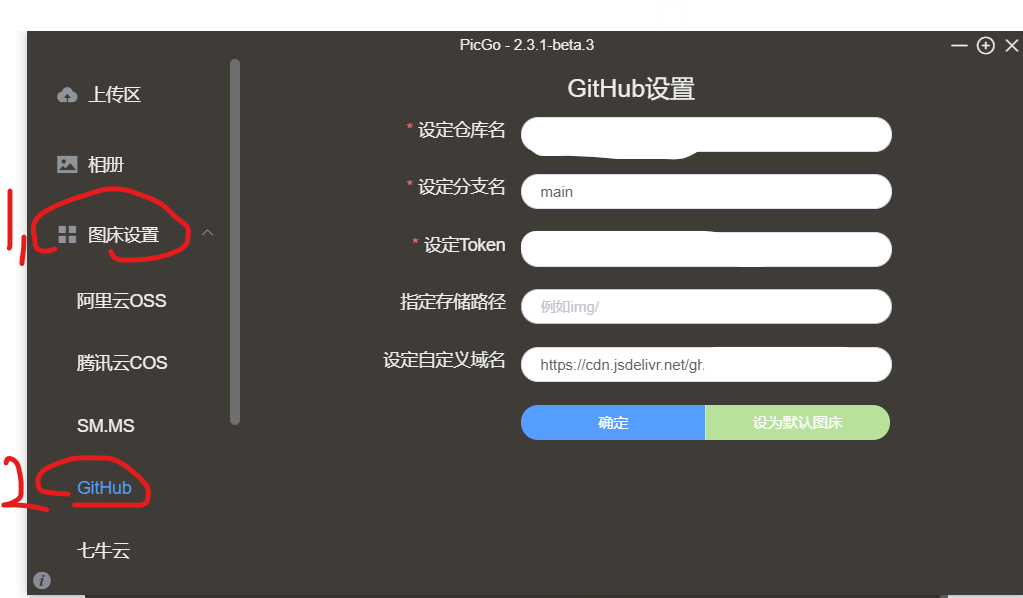 PicGo - 2.3.1-beta.3
上传区
相册
1,
图床设置
阿里云OSS
腾讯云COS
SM.MS
2
GitHub
七牛云
GitHub设置
* 设定仓库名
* 设定分支名
main
* 设定Token
指定存储路径
例如img/
设定自定义域名
https://cdn.jsdelivr.net/gh
确定
设为默认图床